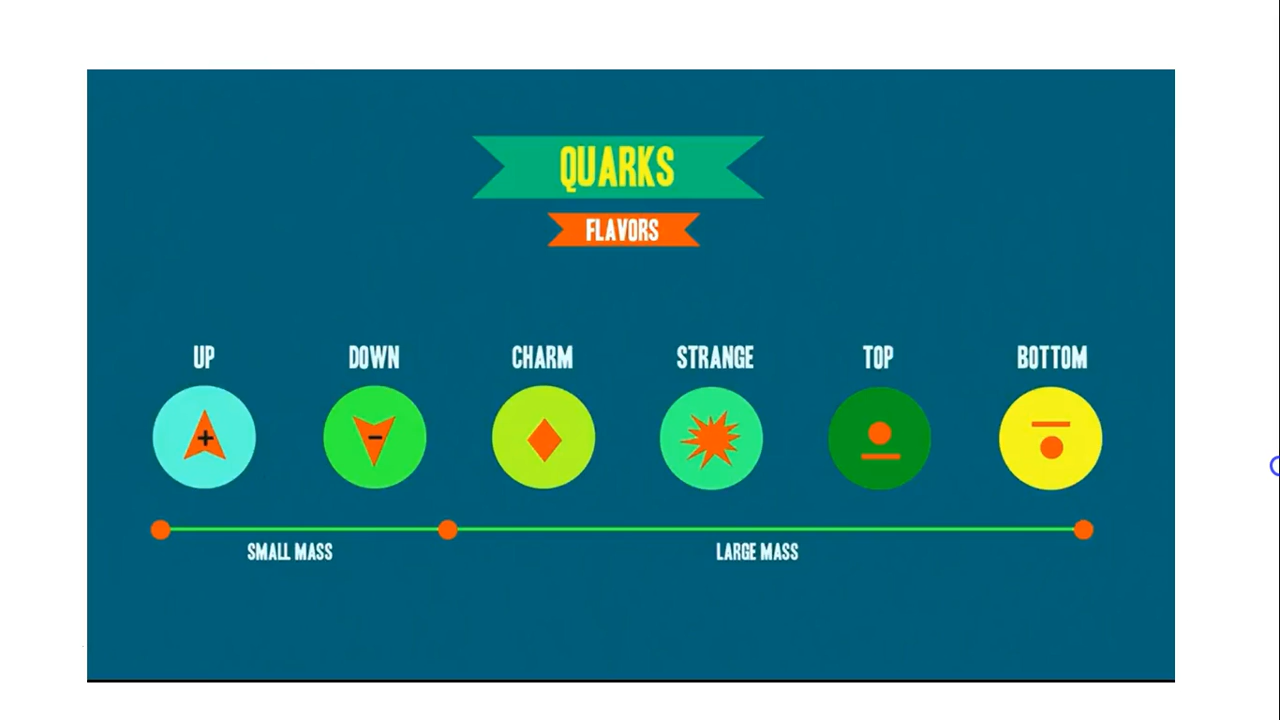 QUARKS
FLAVORS
UP DOWN CHARM STRANGE TOP BOTTOM
+ -
SMALL MASS LARGE MASS